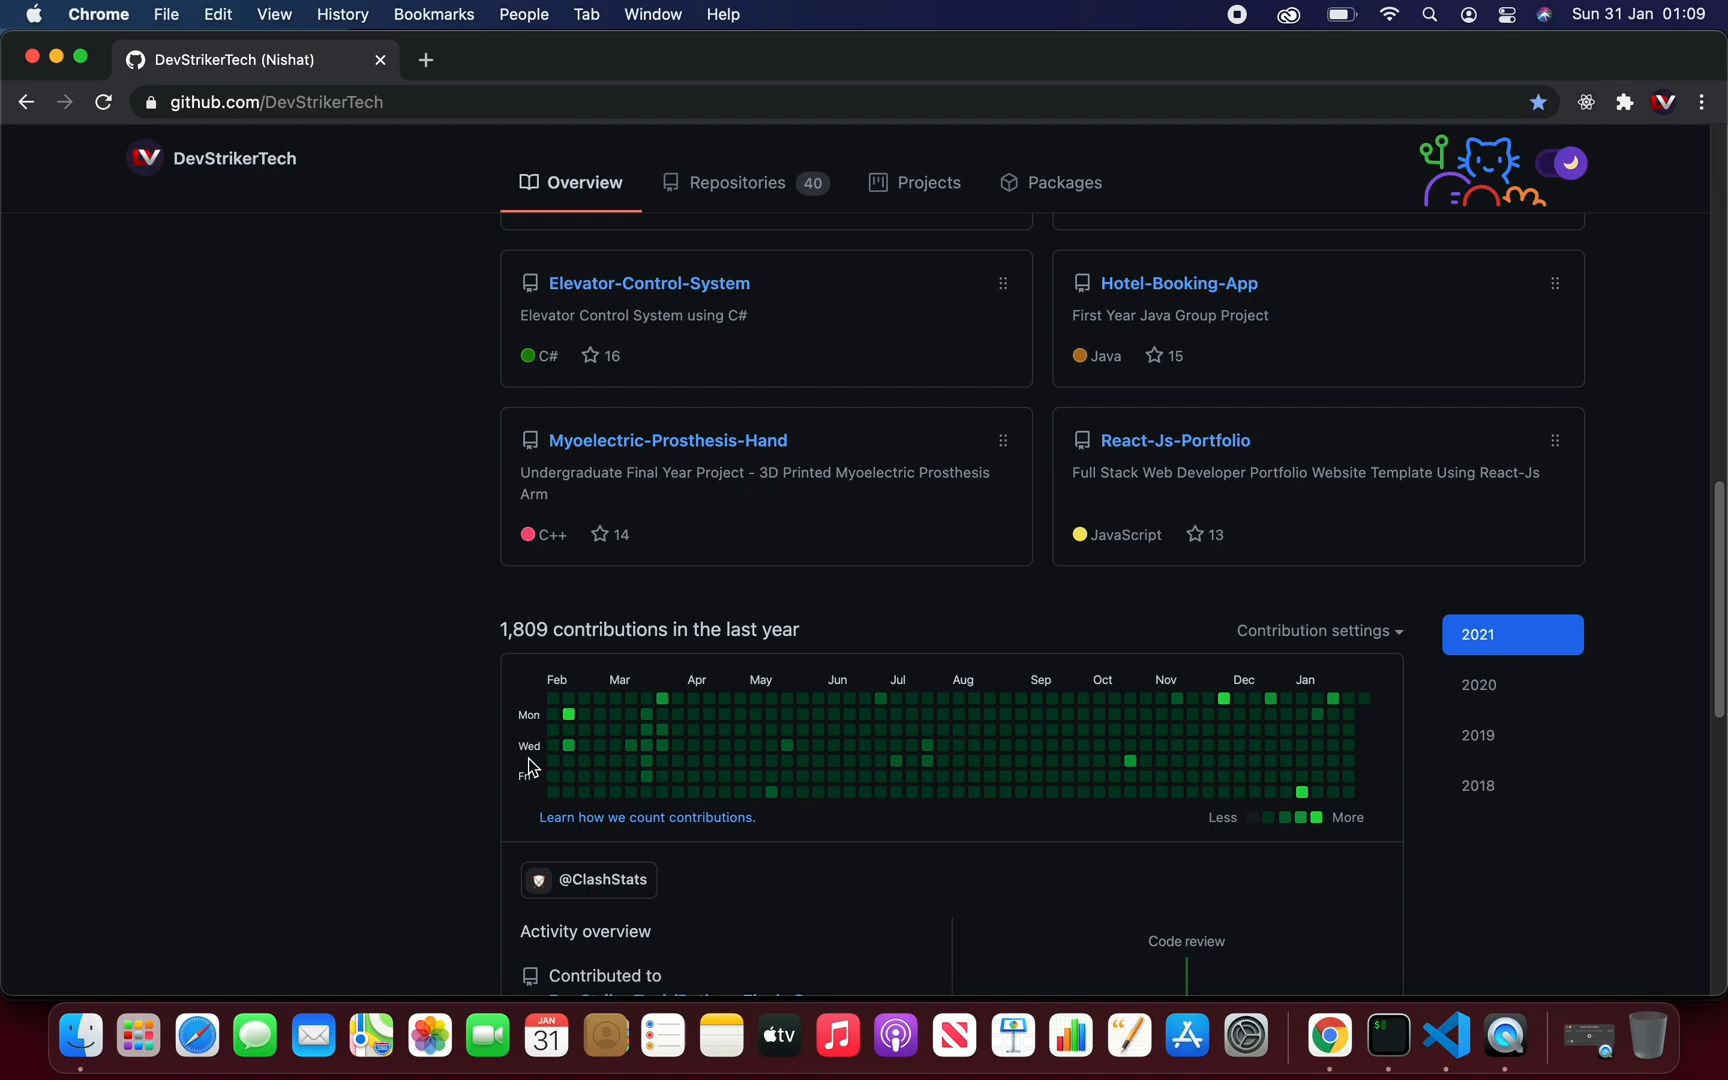 Chrome File Edit View History Bookmarks People Tab Window Help Sun 31 Jan 01:09
DevStrikerTech (Nishat)
github.com/DevStrikerTech
DevStrikerTech
Overview Repositories 40 Projects Packages
Elevator-Control-System
Elevator Control System using C#
C# 16
Hotel-Booking-App
First Year Java Group Project
Java 15
Myoelectric-Prosthesis-Hand
Undergraduate Final Year Project - 3D Printed Myoelectric Prosthesis
Arm
C++ 14
React-Js-Portfolio
Full Stack Web Developer Portfolio Website Template Using React-Js
JavaScript 13
1,809 contributions in the last year
Contribution settings
2021
2020
2019
2018
Feb Mar Apr May Jun Jul Aug Sep Oct Nov Dec Jan
Mon
Wed
Fri
Learn how we count contributions.
Less More
@ClashStats
Activity overview
Contributed to
Code review
JAN
31
tv